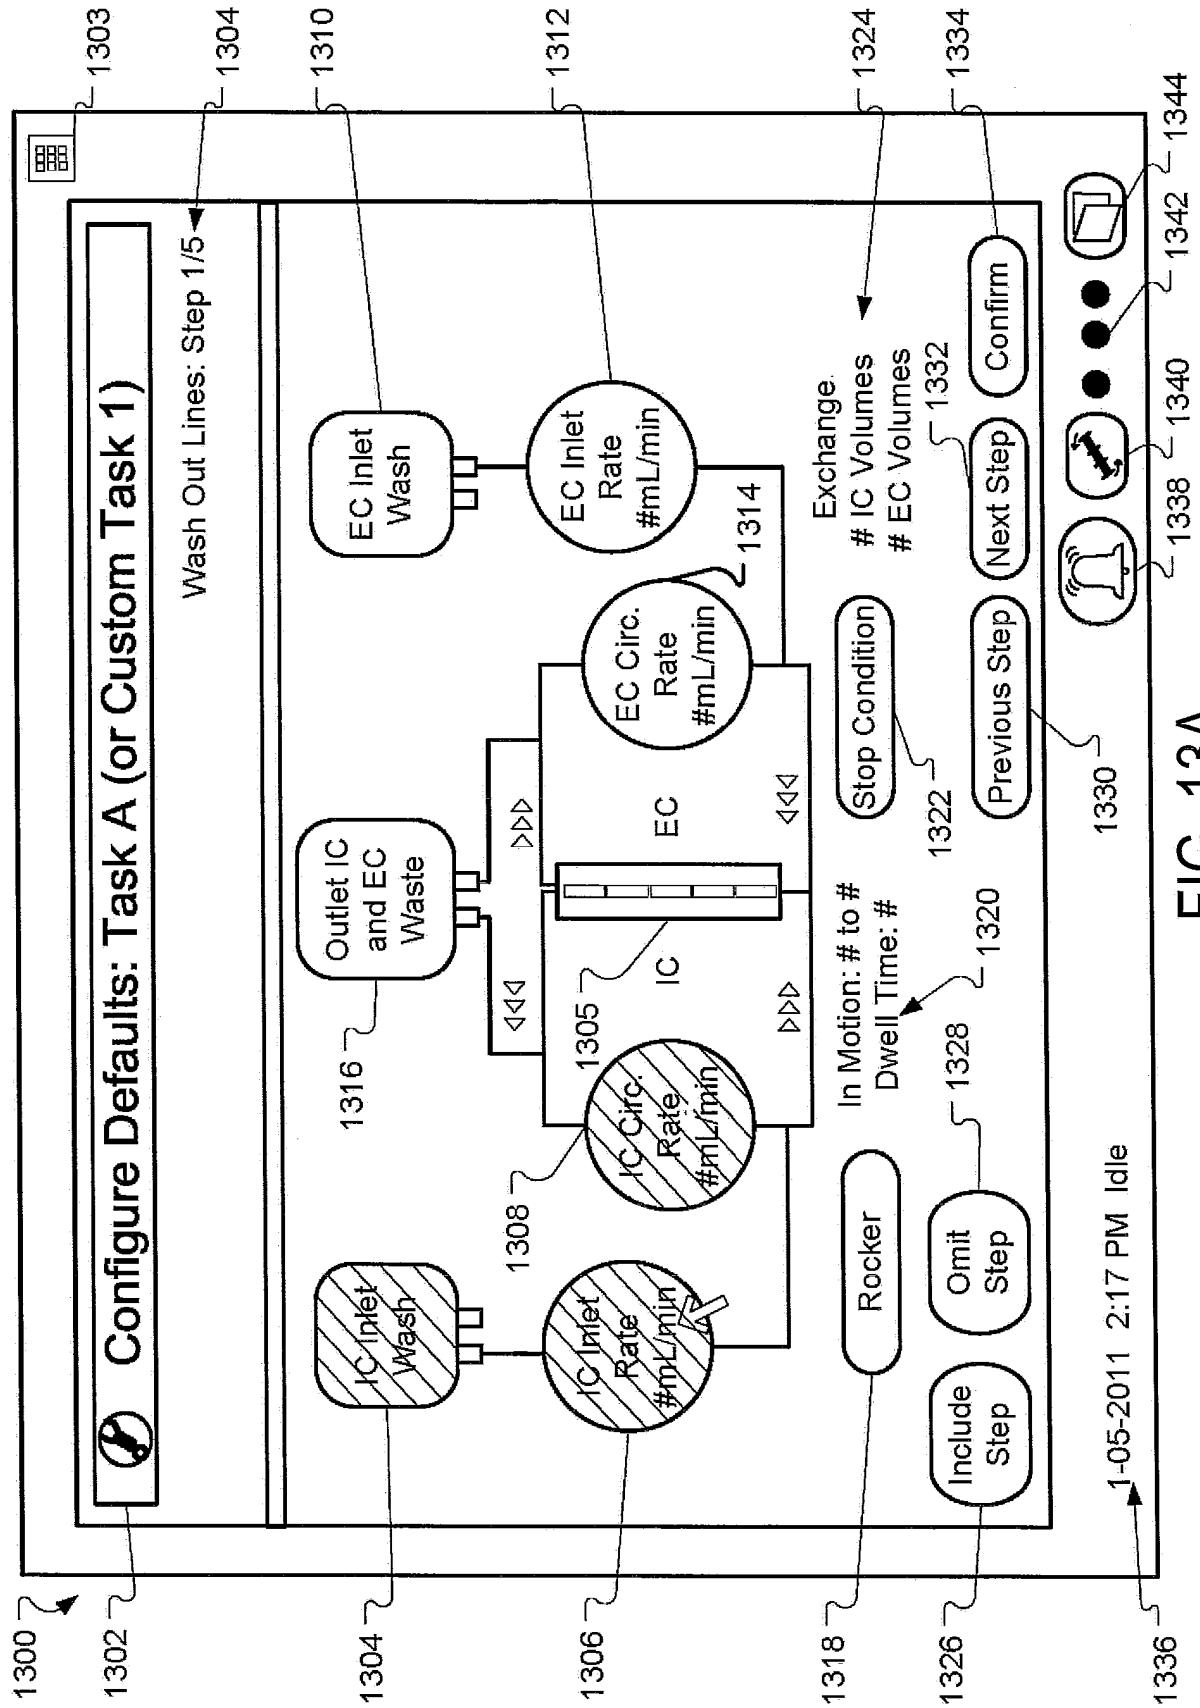 1300
1302
1303
1304
1310
1312
1324
1334
Configure Defaults: Task A (or Custom Task 1)
Wash Out Lines: Step 1/5
1304
IC Inlet
Wash
1316
Outlet IC
and EC
Waste
EC Inlet
Wash
1306
IC Inlet
Rate
#mL/min
1308
IC Circ.
Rate
#mL/min
1305
IC
EC
EC Circ.
Rate
#mL/min
1314
EC Inlet
Rate
#mL/min
1318
Rocker
In Motion: # to #
Dwell Time: #
1320
Stop Condition
1322
Exchange
# IC Volumes
# EC Volumes
1332
1326
Include
Step
Omit
Step
1328
Previous Step
1330
Next Step
Confirm
1336
1-05-2011 2:17 PM Idle
1338
1340
1342
1344